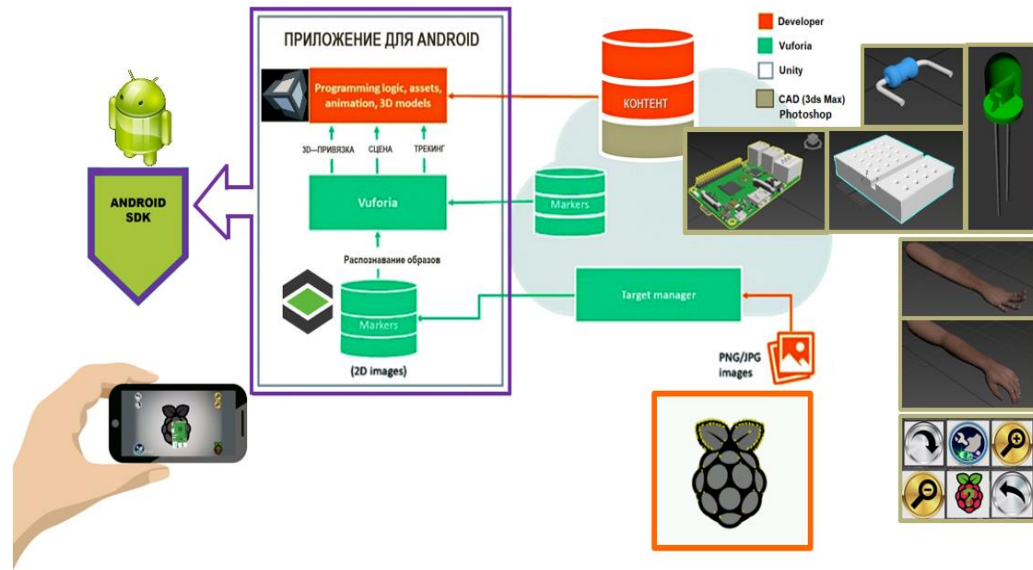 ПРИЛОЖЕНИЕ ДЛЯ ANDROID
Programming logic, assets,
animation, 3D models
3D—ПРИВЯЗКА
СЦЕНА
ТРЕКИНГ
Vuforia
Распознавание образов
Markers
(2D images)
ANDROID
SDK
КОНТЕНТ
Markers
Target manager
PNG/JPG
images
Developer
Vuforia
Unity
CAD (3ds Max)
Photoshop